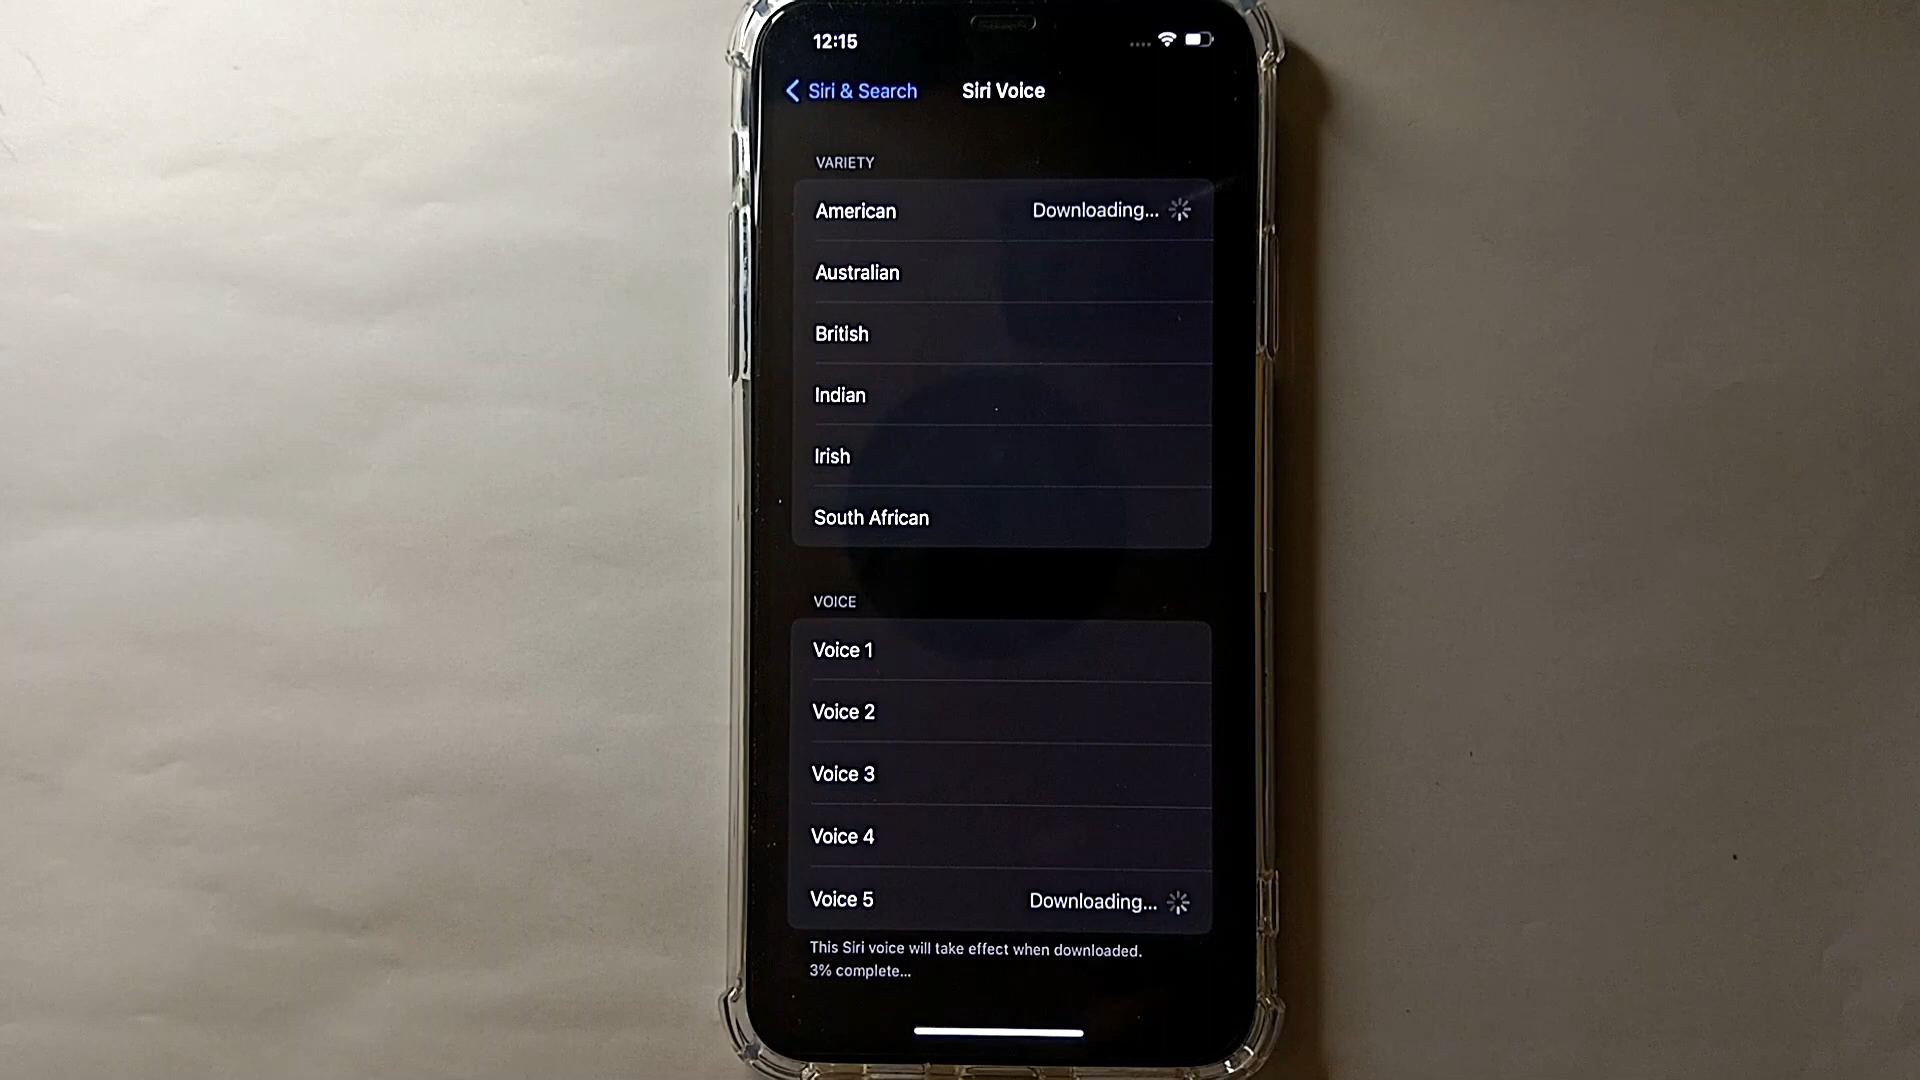 12:15
Siri & Search
Siri Voice
VARIETY
American Downloading...
Australian
British
Indian
Irish
South African
VOICE
Voice 1
Voice 2
Voice 3
Voice 4
Voice 5 Downloading...
This Siri voice will take effect when downloaded.
3% complete...